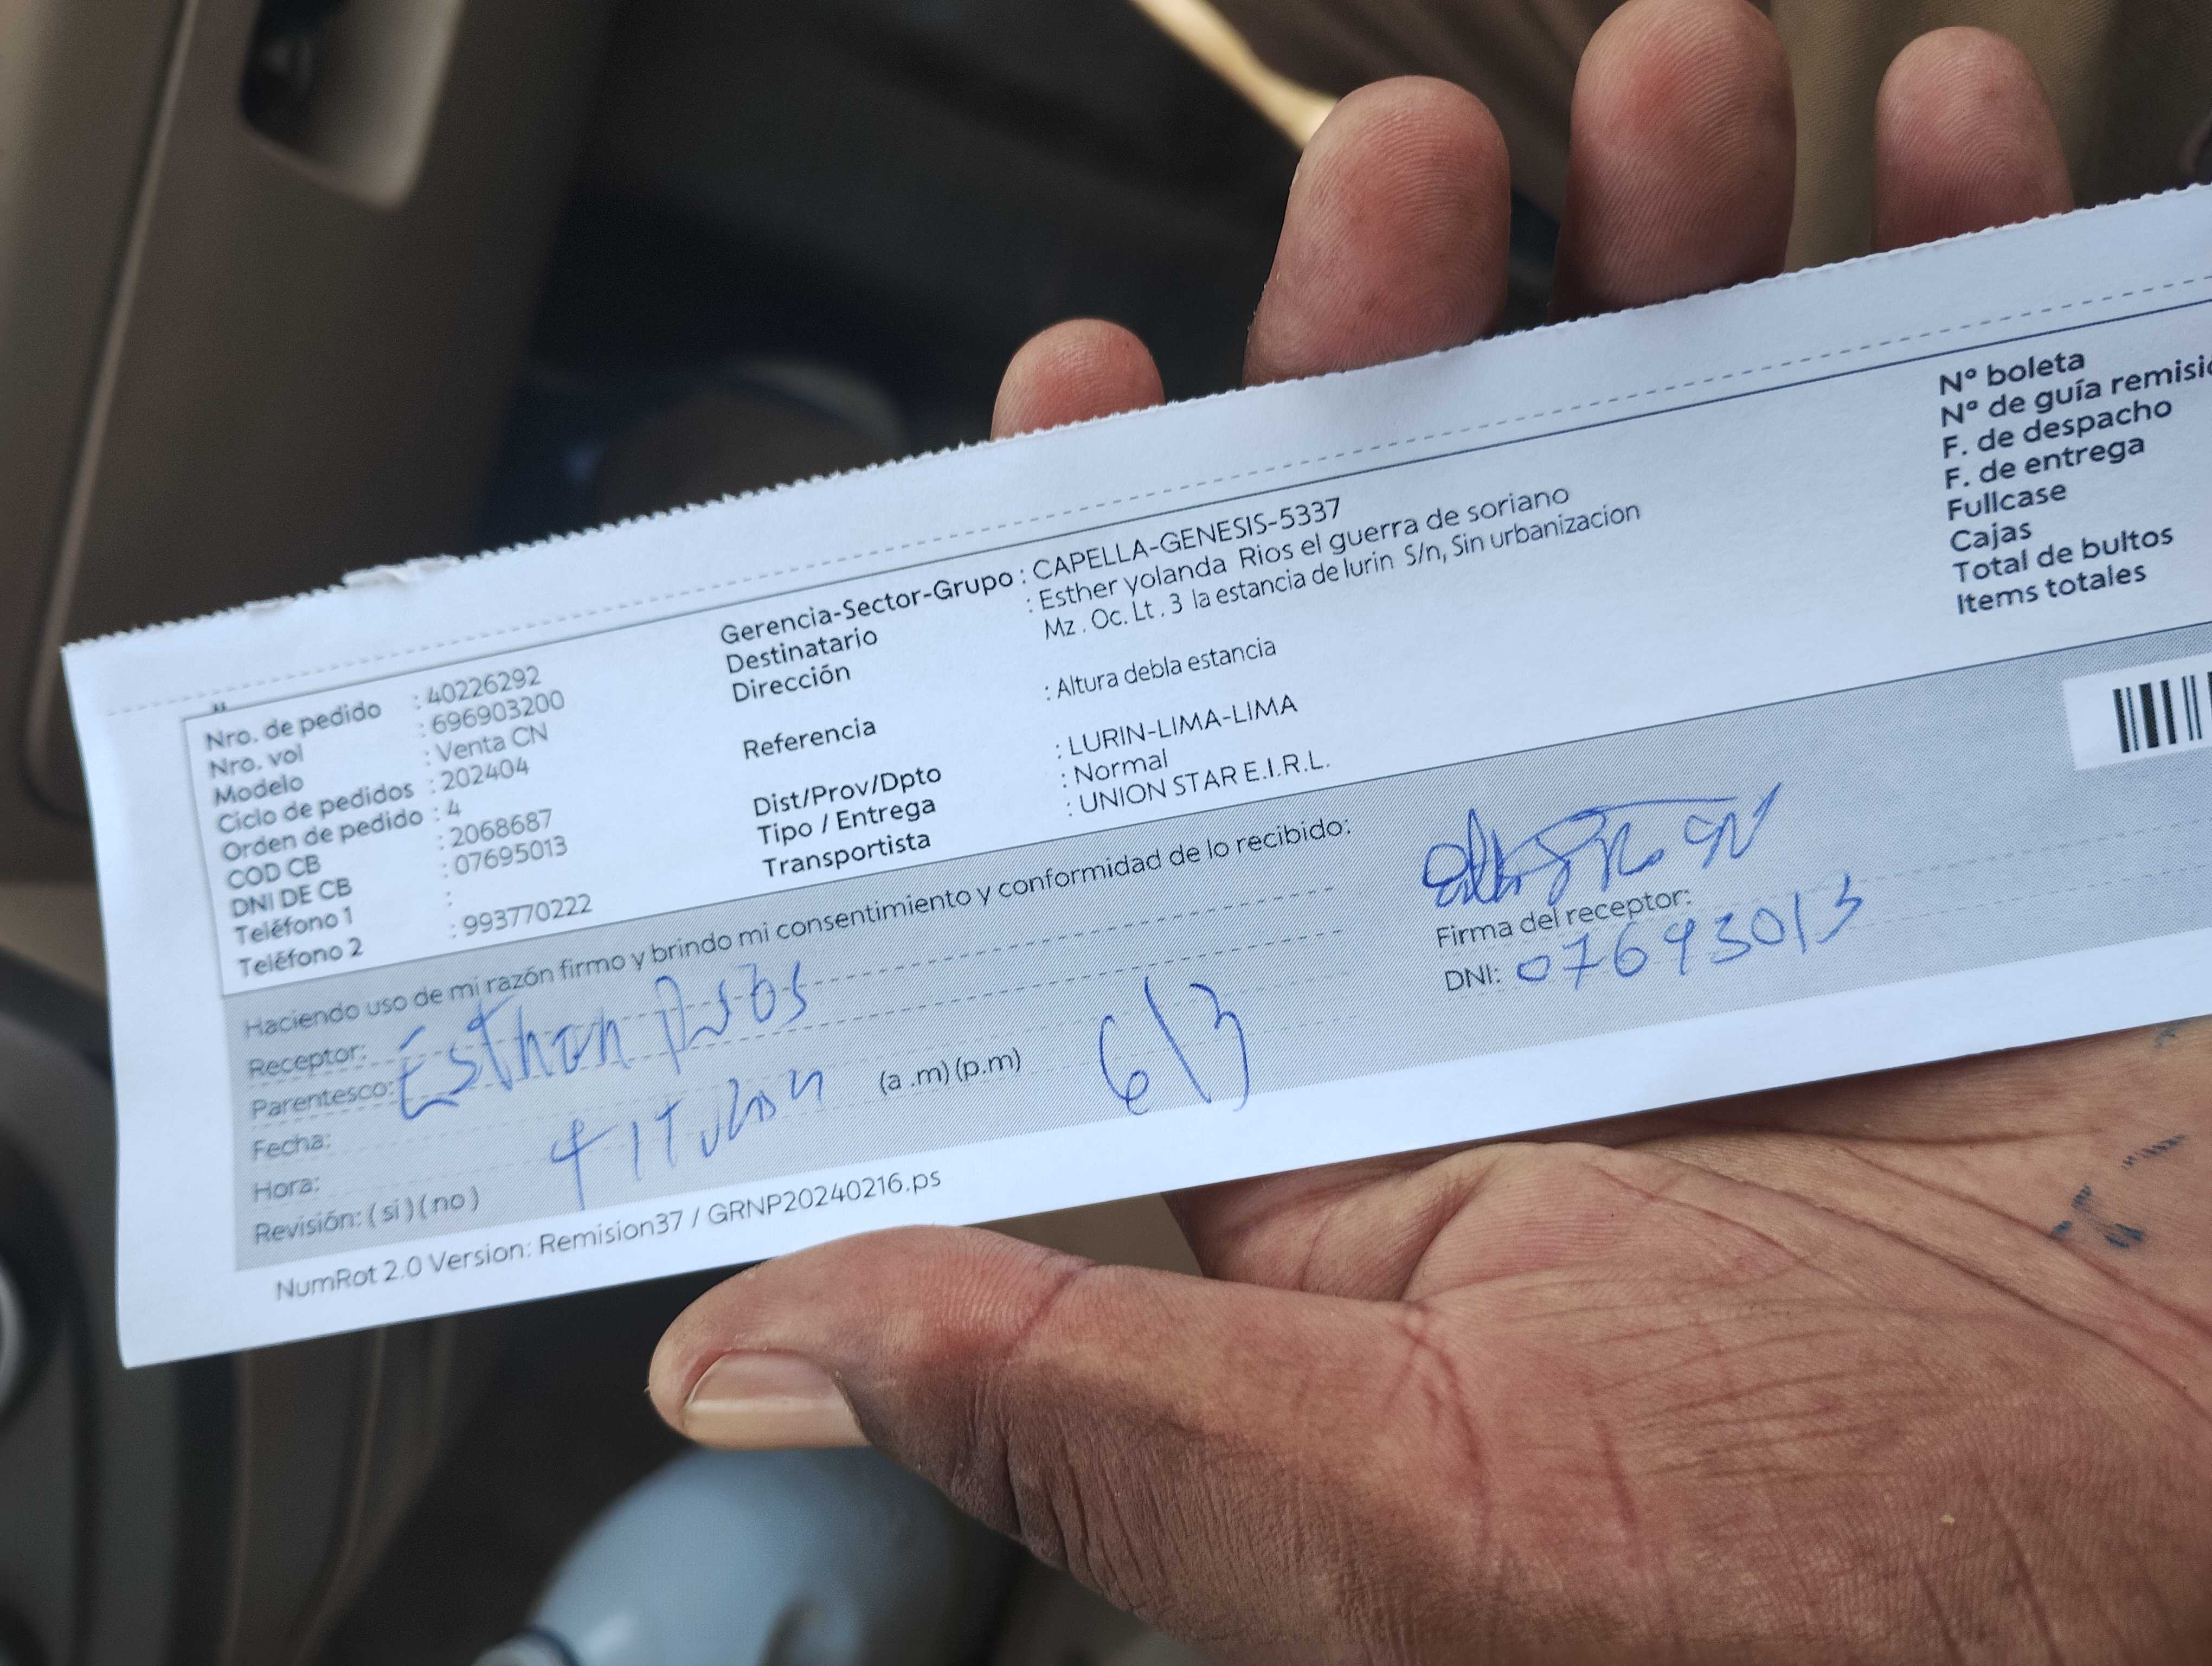 Nro. de pedido : 40226292
Nro. vol : 696903200
Modelo : Venta CN
Ciclo de pedidos : 202404
Orden de pedido : 4
COD CB : 2068687
DNI DE CB : 07695013
Teléfono 1 :
Teléfono 2 : 993770222
Gerencia-Sector-Grupo : CAPELLA-GENESIS-5337
Destinatario : Esther yolanda Rios el guerra de soriano
Dirección Mz . Oc. Lt . 3 la estancia de lurin S/n, Sin urbanizacion
Referencia : Altura debla estancia
Dist/Prov/Dpto : LURIN-LIMA-LIMA
Tipo / Entrega : Normal
Transportista : UNION STAR E.I.R.L.
Nº boleta
Nº de guía remisi
F. de despacho
F. de entrega
Fullcase
Cajas
Total de bultos
Items totales
Haciendo uso de mi razón firmo y brindo mi consentimiento y conformidad de lo recibido:
Receptor:
Parentesco:
Fecha:
Hora: (a .m) (p.m) 6\3
Revisión: ( si ) ( no )
Firma del receptor:
DNI: 07693013
NumRot 2.0 Version: Remision37 / GRNP20240216.ps